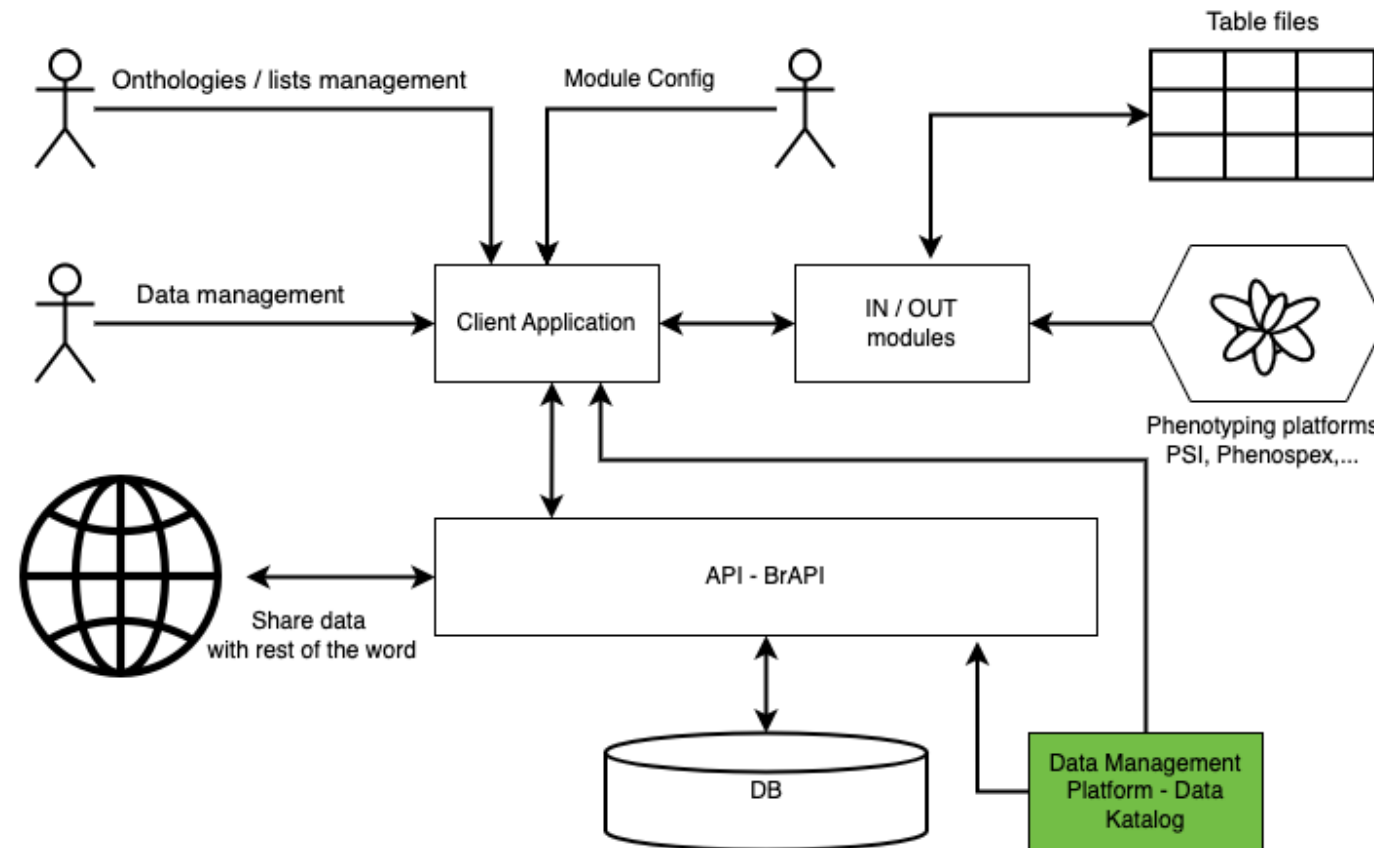 Table files
Onthologies / lists management
Module Config
Data management
Client Application
IN / OUT
modules
Phenotyping platforms
PSI, Phenospex,...
API - BrAPI
Share data
with rest of the word
DB
Data Management
Platform - Data
Katalog